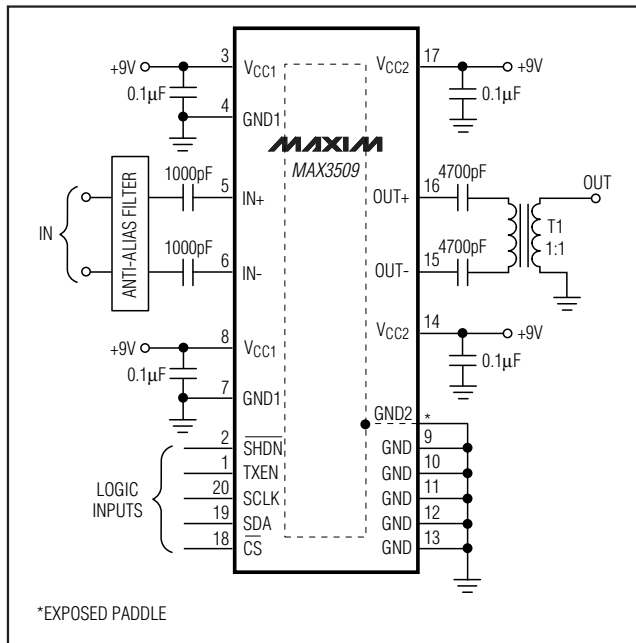 3
17
+9V
VCC1
VCC2
+9V
0.1µF
0.1µF
4
GND1
MAXIM
MAX3509
1000pF
4700pF
5
IN+
OUT+
16
OUT
IN
ANTI-ALIAS FILTER
T1
1:1
1000pF
4700pF
6
IN-
OUT-
15
8
14
+9V
VCC1
VCC2
+9V
0.1µF
0.1µF
7
GND1
GND2
*
2
SHDN
GND
9
1
TXEN
GND
10
LOGIC
INPUTS
20
SCLK
GND
11
19
SDA
GND
12
18
CS
GND
13
*EXPOSED PADDLE